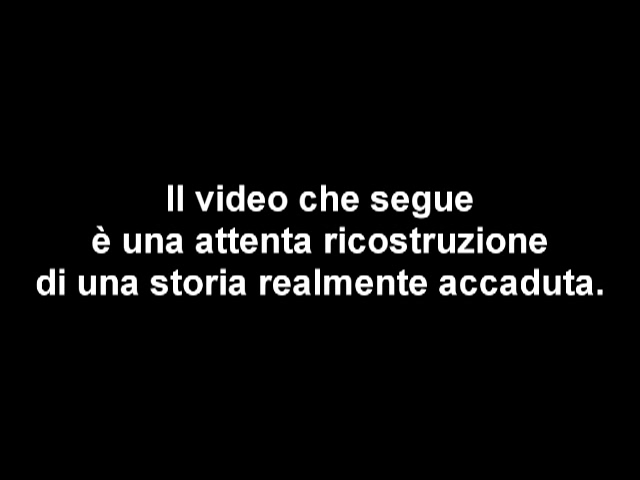 Il video che segue
è una attenta ricostruzione
di una storia realmente accaduta.